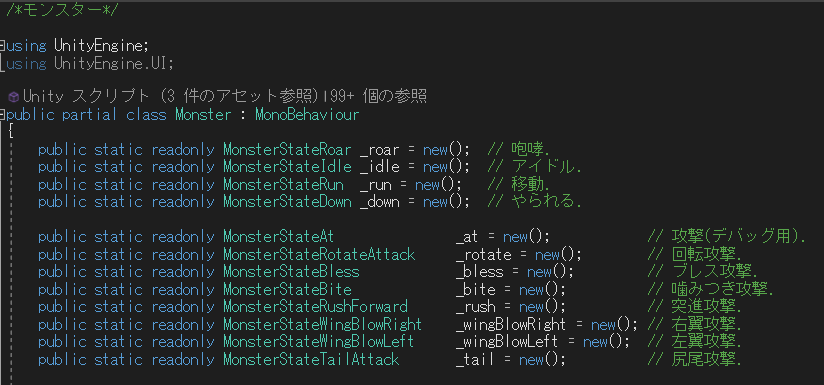 /*モンスター*/
using UnityEngine;
using UnityEngine.UI;
Unity スクリプト (3 件のアセット参照)|99+ 個の参照
public partial class Monster : MonoBehaviour
{
public static readonly MonsterStateRoar _roar = new(); // 咆哮.
public static readonly MonsterStateIdle _idle = new(); // アイドル.
public static readonly MonsterStateRun _run = new(); // 移動.
public static readonly MonsterStateDown _down = new(); // やられる.
public static readonly MonsterStateAt _at = new(); // 攻撃(デバッグ用).
public static readonly MonsterStateRotateAttack _rotate = new(); // 回転攻撃.
public static readonly MonsterStateBless _bless = new(); // ブレス攻撃.
public static readonly MonsterStateBite _bite = new(); // 噛みつき攻撃.
public static readonly MonsterStateRushForward _rush = new(); // 突進攻撃.
public static readonly MonsterStateWingBlowRight _wingBlowRight = new(); // 右翼攻撃.
public static readonly MonsterStateWingBlowLeft _wingBlowLeft = new(); // 左翼攻撃.
public static readonly MonsterStateTailAttack _tail = new(); // 尻尾攻撃.